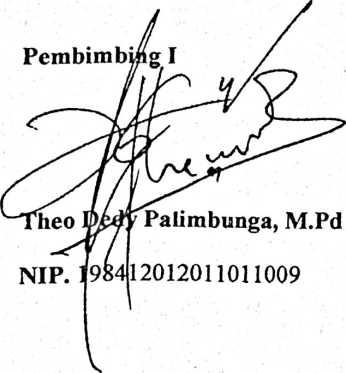 Pembimbing I
Theo Dedy Palimbunga, M.Pd
NIP. 198412012011011009